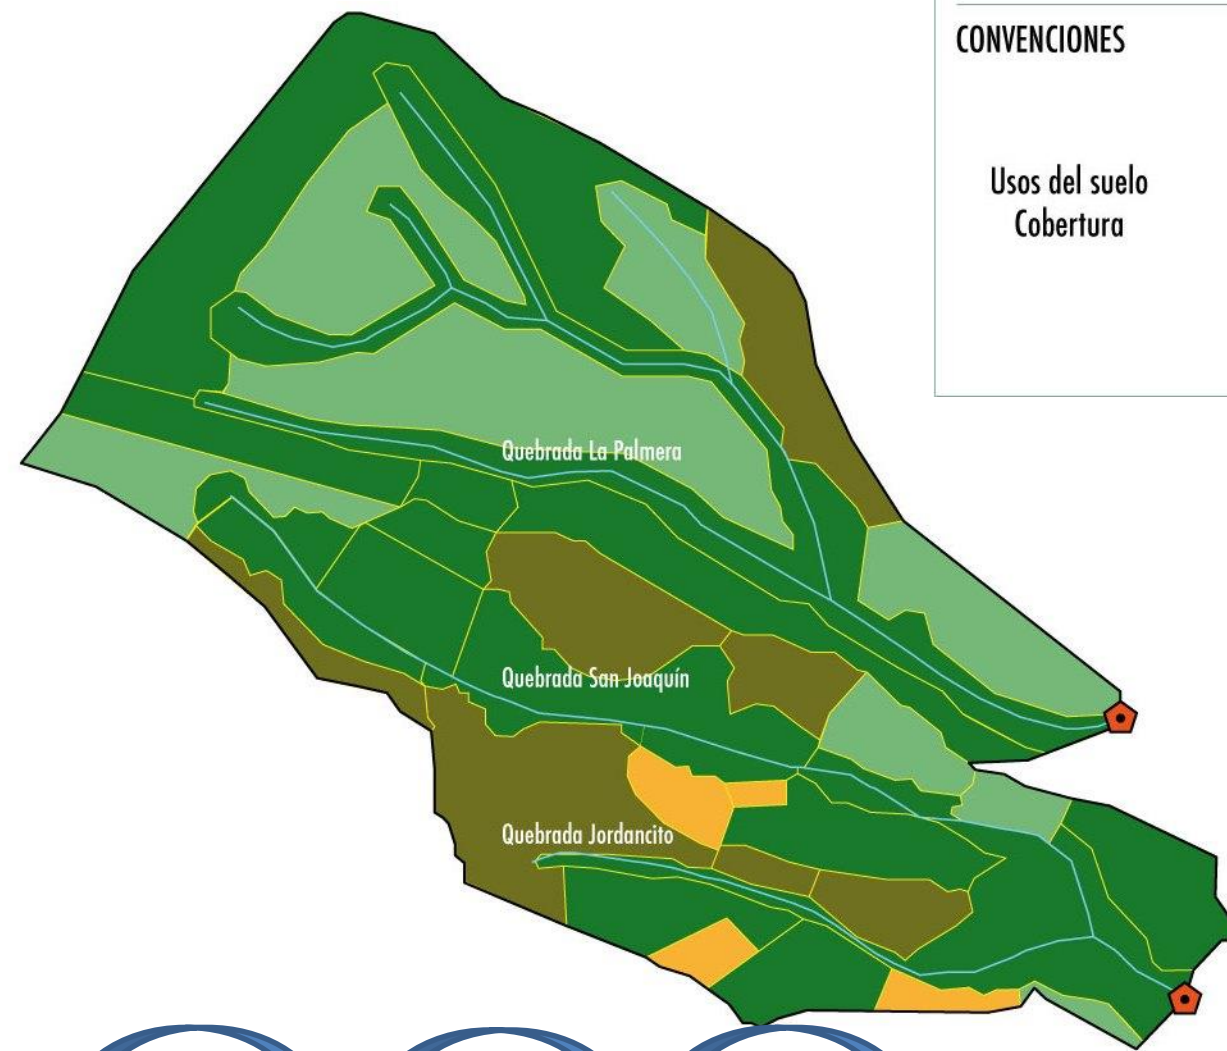 CONVENCIONES
Usos del suelo
Cobertura
Quebrada La Palmera
Quebrada San Joaquín
Quebrada Jordancito